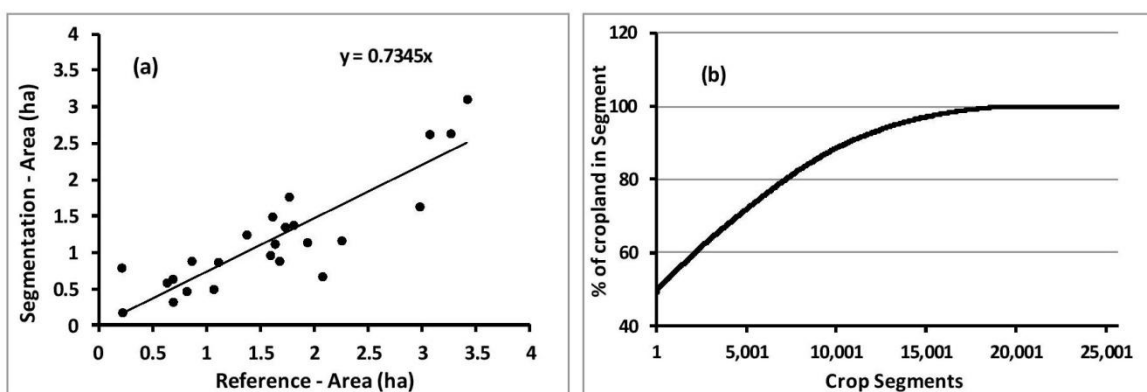 (a)
y = 0.7345x
Segmentation - Area (ha)
4
3.5
3
2.5
2
1.5
1
0.5
0
0 0.5 1 1.5 2 2.5 3 3.5 4
Reference - Area (ha)
(b)
% of cropland in Segment
120
100
80
60
40
1 5,001 10,001 15,001 20,001 25,001
Crop Segments